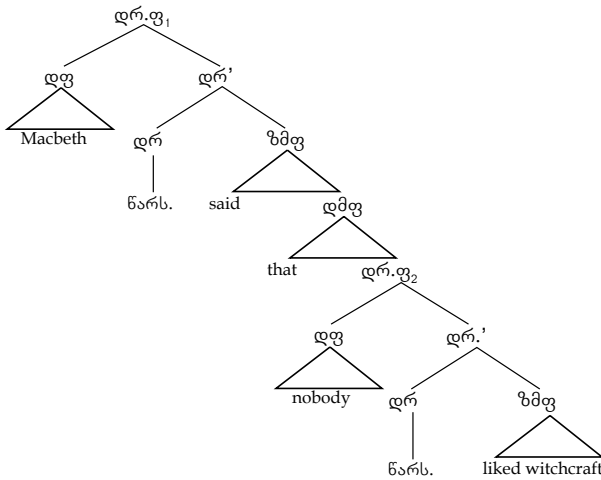 დრ.ფ₁
დფ დრ’
Macbeth დრ ზმფ
წარს. said დმფ
that დრ.ფ₂
დფ დრ.’
nobody დრ ზმფ
წარს. liked witchcraft